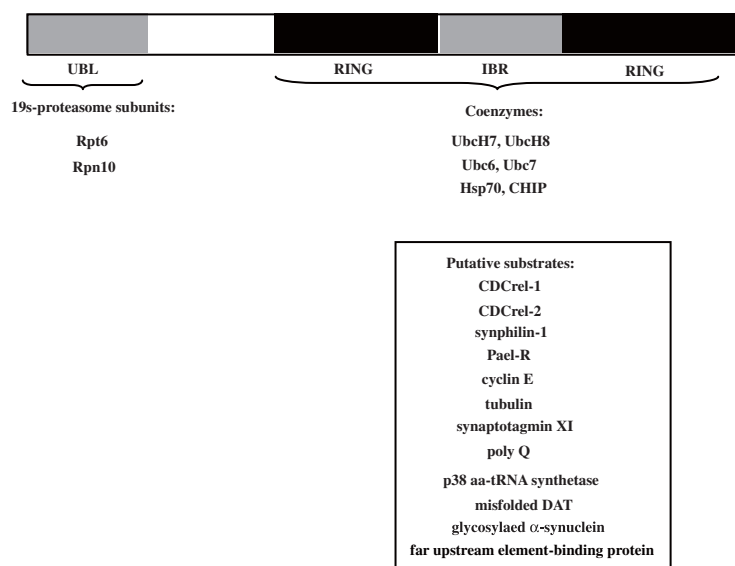 UBL RING IBR RING
19s-proteasome subunits:
Rpt6
Rpn10
Coenzymes:
UbcH7, UbcH8
Ubc6, Ubc7
Hsp70, CHIP
Putative substrates:
CDCrel-1
CDCrel-2
synphilin-1
Pael-R
cyclin E
tubulin
synaptotagmin XI
poly Q
p38 aa-tRNA synthetase
misfolded DAT
glycosylaed α-synuclein
far upstream element-binding protein